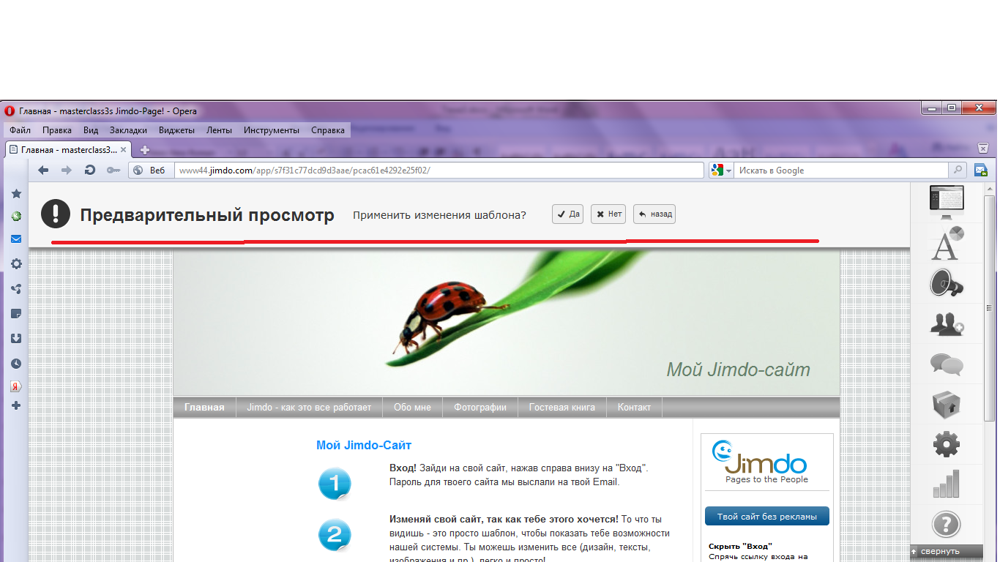 Главная - masterclass3s Jimdo-Page! - Opera
Файл Правка Вид Закладки Виджеты Ленты Инструменты Справка
Главная - masterclass3...
Веб www44.jimdo.com/app/s7f31c77dcd9d3aae/pcac61e4292e25f02/ Искать в Google
Предварительный просмотр Применить изменения шаблона? Да Нет назад
A
Я
Мой Jimdo-сайт
Главная Jimdo - как это все работает Обо мне Фотографии Гостевая книга Контакт
Мой Jimdo-Сайт
1
Вход! Зайди на свой сайт, нажав справа внизу на "Вход".
Пароль для твоего сайта мы выслали на твой Email.
2
Изменяй свой сайт, так как тебе этого хочется! То что ты
видишь - это просто шаблон, чтобы показать тебе возможности
нашей системы. Ты можешь изменить все (дизайн, тексты,
изображения и пр.), легко и просто!
Jimdo
Pages to the People
Твой сайт без рекламы
Скрыть "Вход"
Спрячь ссылку входа на
?
свернуть